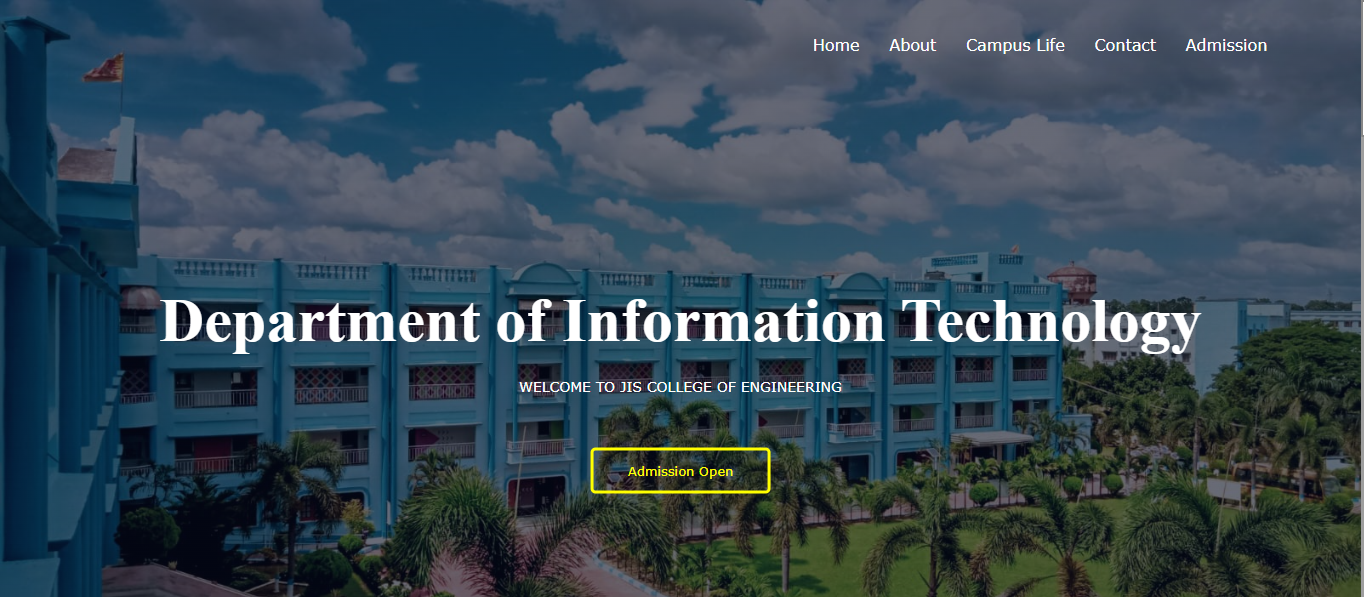 Home About Campus Life Contact Admission
Department of Information Technology
WELCOME TO JIS COLLEGE OF ENGINEERING
Admission Open